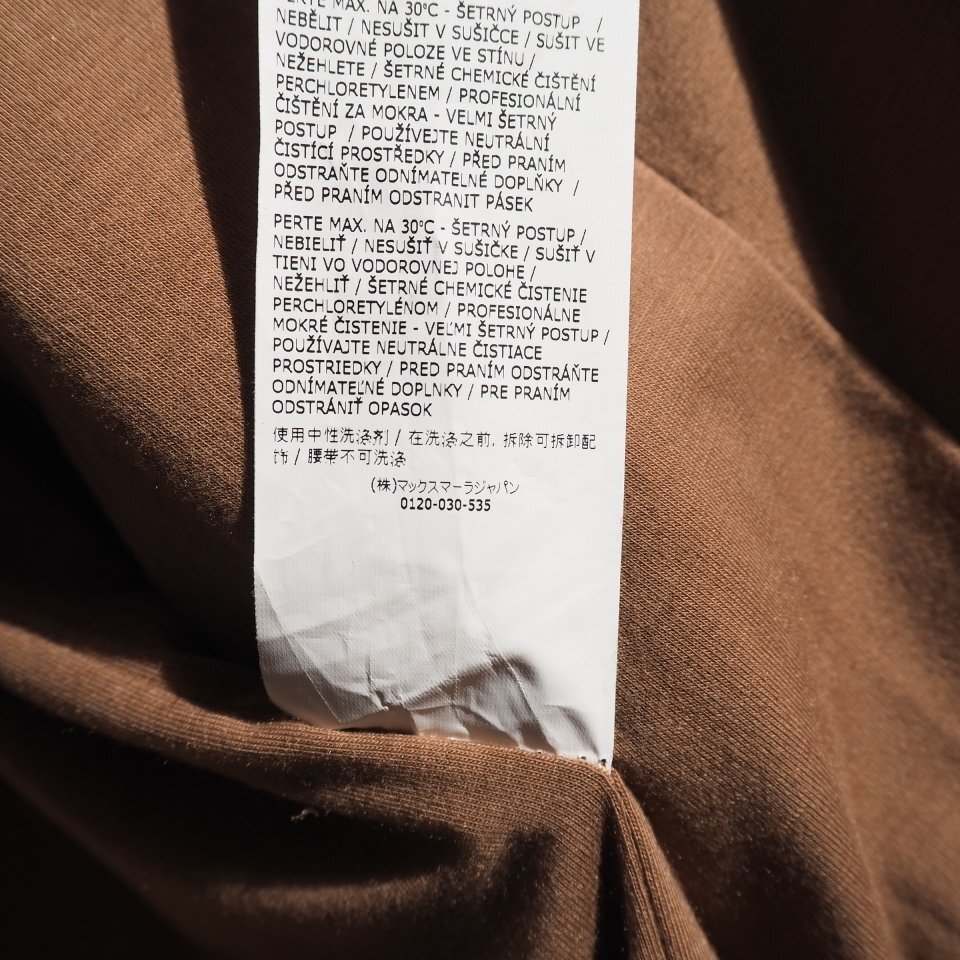 PERTE MAX. NA 30°C - ŠETRNÝ POSTUP /
NEBĚLIT / NESUŠIT V SUŠIČCE / SUŠIT VE
VODOROVNÉ POLOZE VE STÍNU /
NEŽEHLETE / ŠETRNÉ CHEMICKÉ ČIŠTĚNÍ
PERCHLORETYLENEM / PROFESIONÁLNÍ
ČIŠTĚNÍ ZA MOKRA - VELMI ŠETRNÝ
POSTUP / POUŽÍVEJTE NEUTRÁLNÍ
ČISTÍCÍ PROSTŘEDKY / PŘED PRANÍM
ODSTRAŇTE ODNÍMATELNÉ DOPLŇKY /
PŘED PRANÍM ODSTRANIT PÁSEK
PERTE MAX. NA 30°C - ŠETRNÝ POSTUP /
NEBIELIŤ / NESUŠIŤ V SUŠIČKE / SUŠIŤ V
TIENI VO VODOROVNEJ POLOHE /
NEŽEHLIŤ / ŠETRNÉ CHEMICKÉ ČISTENIE
PERCHLORETYLÉNOM / PROFESIONÁLNE
MOKRÉ ČISTENIE - VEĽMI ŠETRNÝ POSTUP /
POUŽÍVAJTE NEUTRÁLNE ČISTIACE
PROSTRIEDKY / PRED PRANÍM ODSTRÁŇTE
ODNÍMATEĽNÉ DOPLNKY / PRE PRANÍM
ODSTRÁNIŤ OPASOK
使用中性洗涤剂 / 在洗涤之前, 拆除可拆卸配
饰 / 腰带不可洗涤
(株)マックスマーラジャパン
0120-030-535